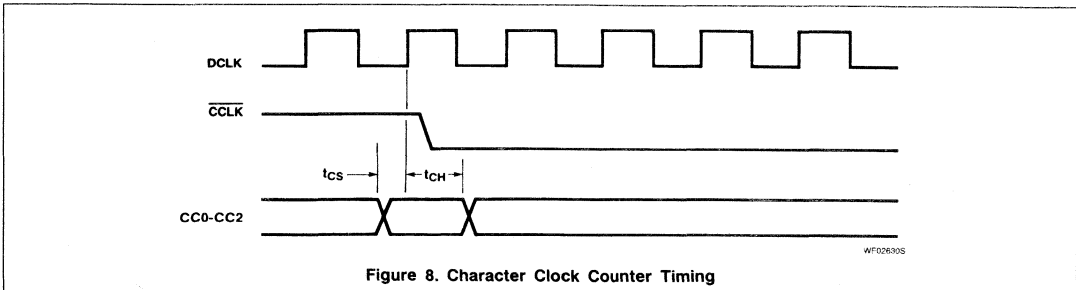 DCLK
CCLK
tCS
tCH
CC0-CC2
WF02630S
Figure 8. Character Clock Counter Timing